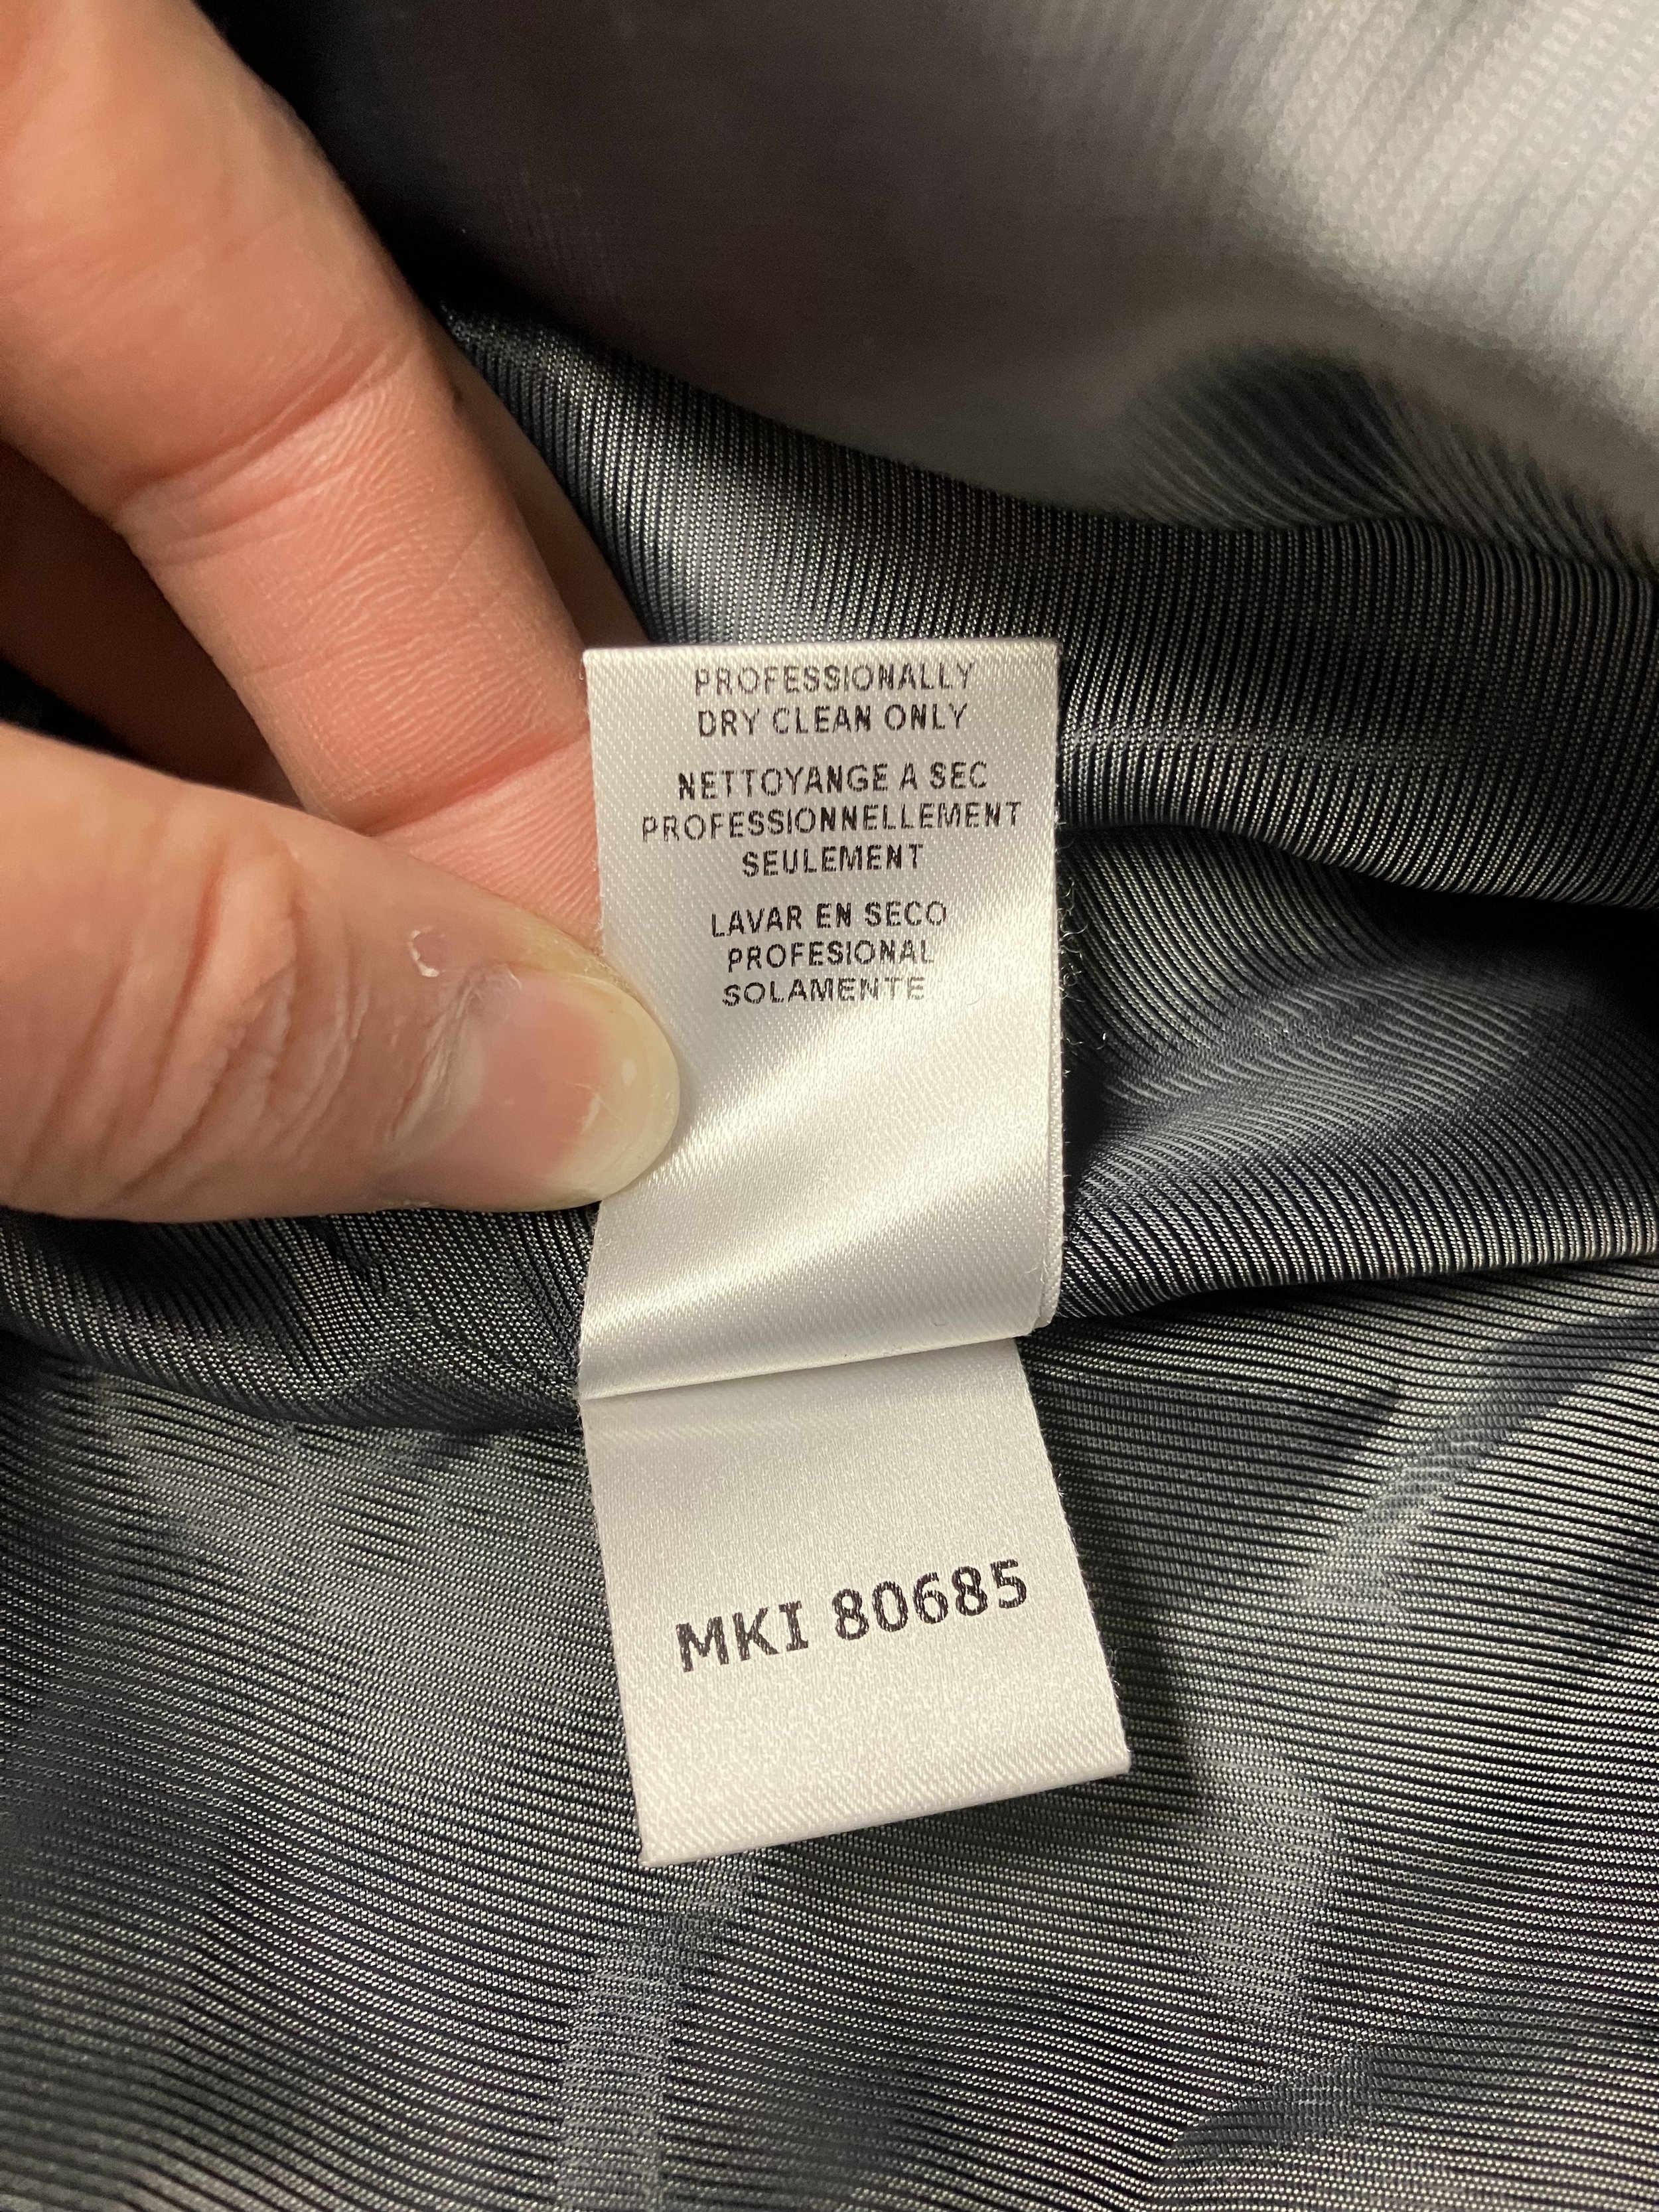 PROFESSIONALLY
DRY CLEAN ONLY
NETTOYANGE A SEC
PROFESSIONNELLEMENT
SEULEMENT
LAVAR EN SECO
PROFESIONAL
SOLAMENTE
MKI 80685